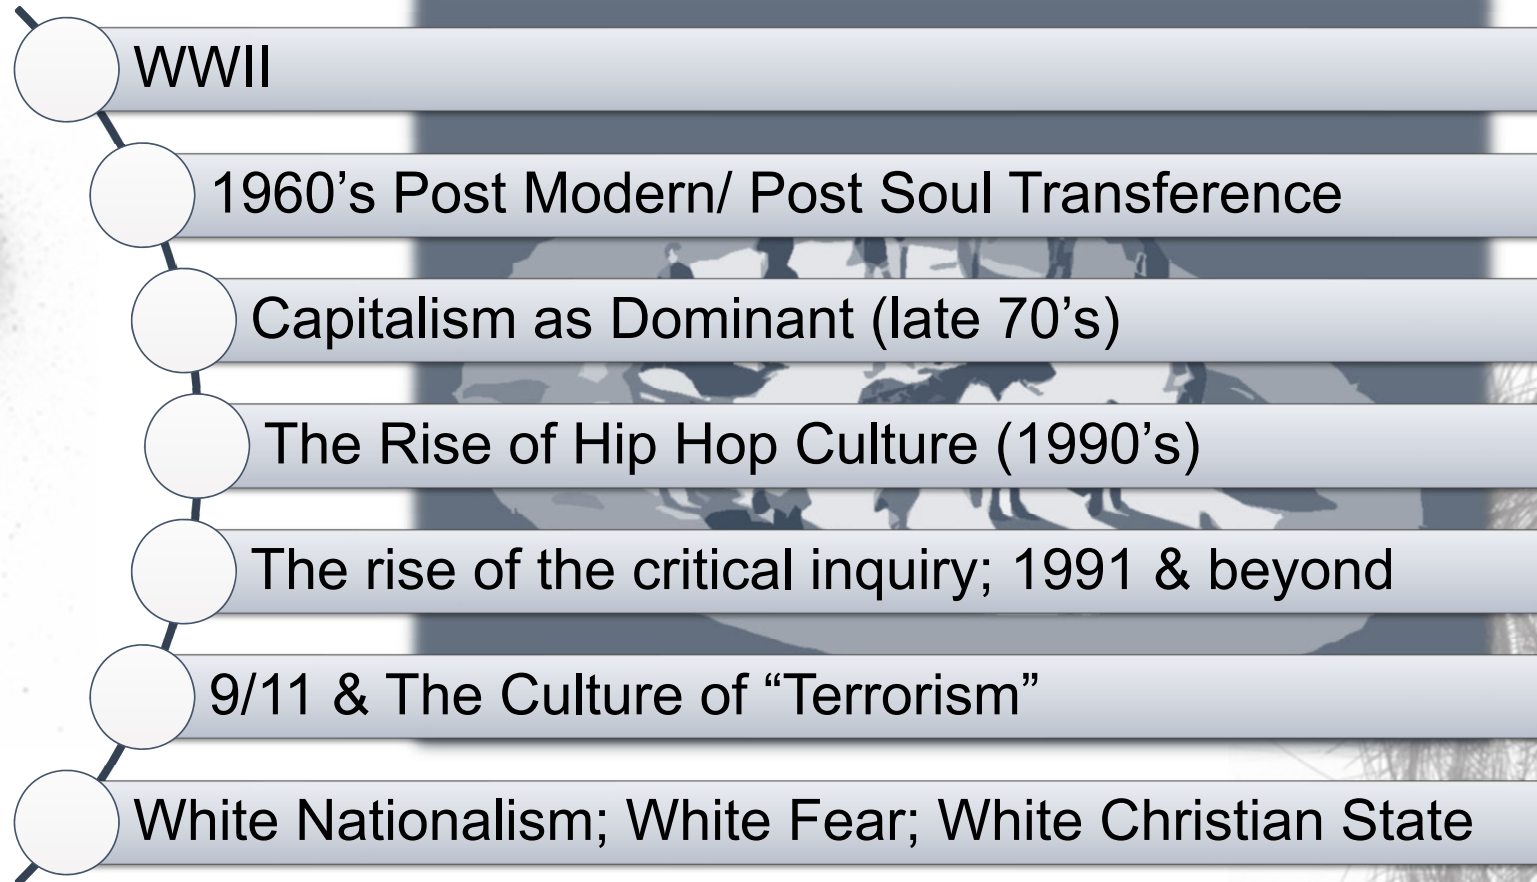 WWII
1960’s Post Modern/ Post Soul Transference
Capitalism as Dominant (late 70’s)
The Rise of Hip Hop Culture (1990’s)
The rise of the critical inquiry; 1991 & beyond
9/11 & The Culture of “Terrorism”
White Nationalism; White Fear; White Christian State